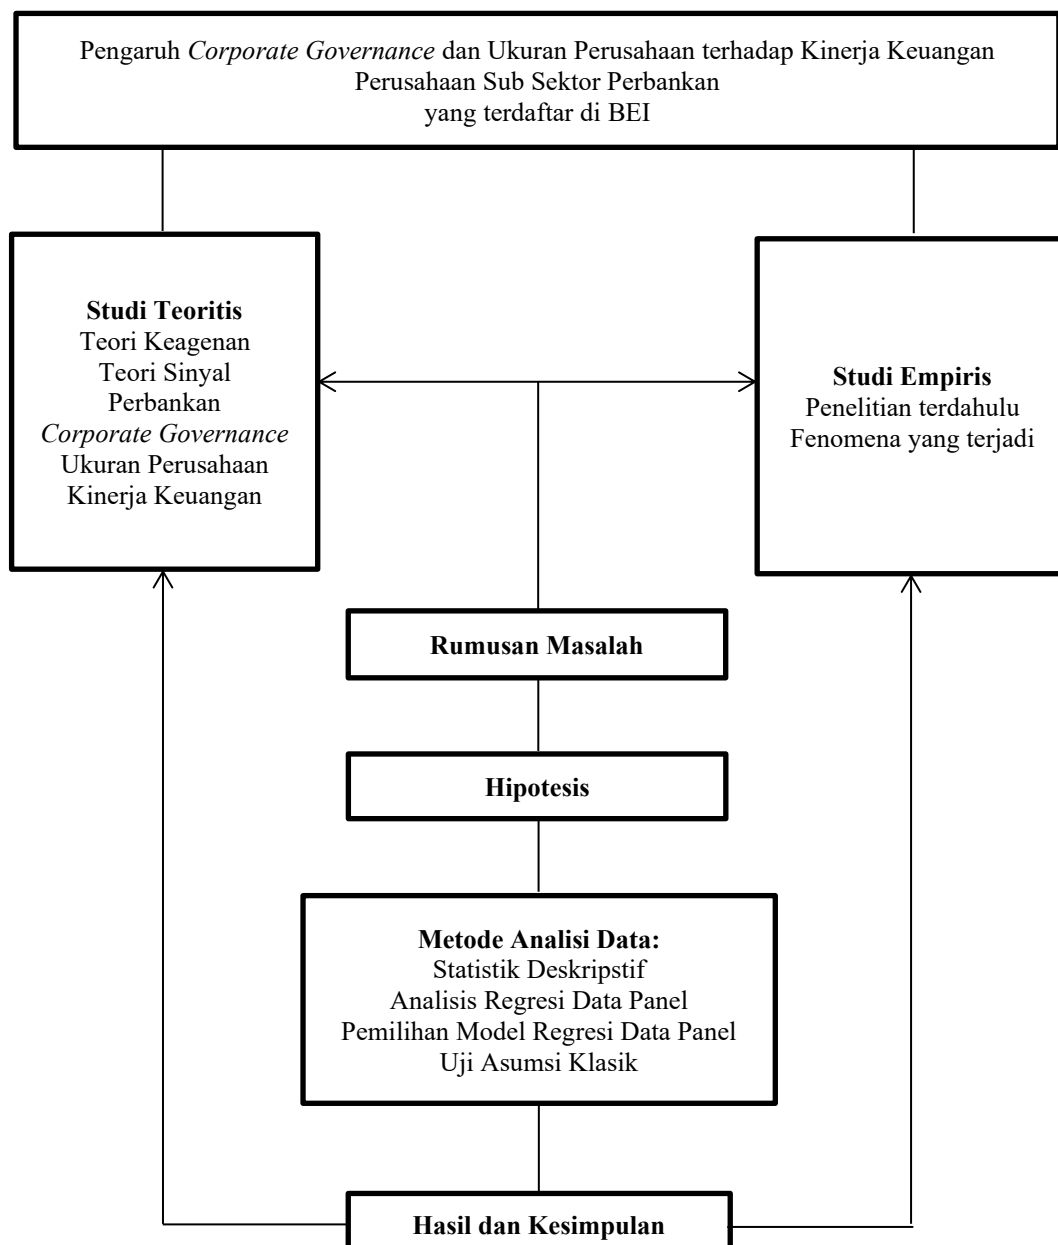 Pengaruh Corporate Governance dan Ukuran Perusahaan terhadap Kinerja Keuangan
Perusahaan Sub Sektor Perbankan
yang terdaftar di BEI
Studi Teoritis
Teori Keagenan
Teori Sinyal
Perbankan
Corporate Governance
Ukuran Perusahaan
Kinerja Keuangan
Studi Empiris
Penelitian terdahulu
Fenomena yang terjadi
Rumusan Masalah
Hipotesis
Metode Analisi Data:
Statistik Deskripstif
Analisis Regresi Data Panel
Pemilihan Model Regresi Data Panel
Uji Asumsi Klasik
Hasil dan Kesimpulan